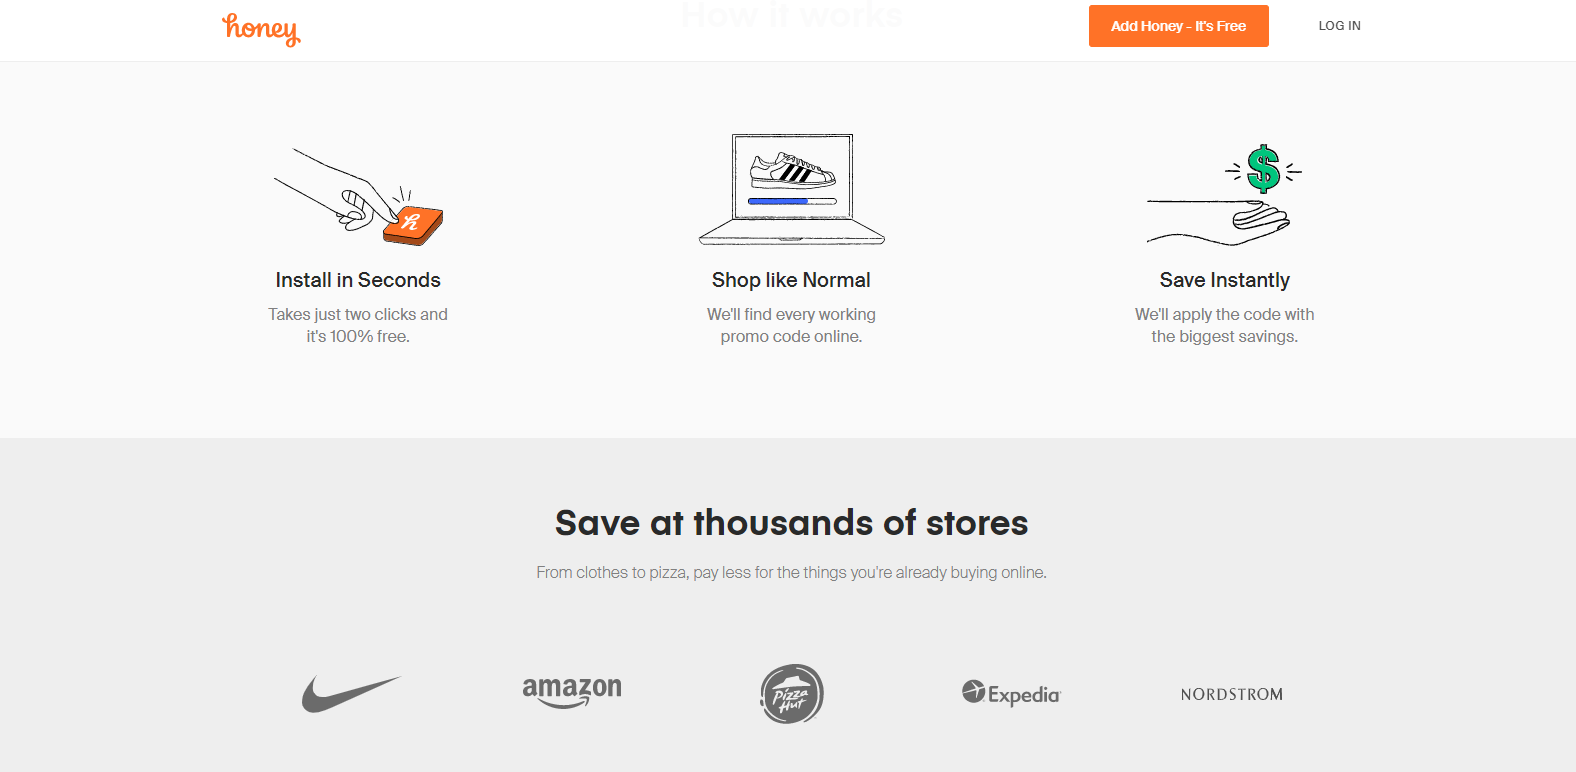 How it works
honey
Add Honey - It's Free
LOG IN
h
$
Install in Seconds
Takes just two clicks and
it's 100% free.
Shop like Normal
We'll find every working
promo code online.
Save Instantly
We'll apply the code with
the biggest savings.
Save at thousands of stores
From clothes to pizza, pay less for the things you're already buying online.
amazon
Pizza
Hut
Expedia
NORDSTROM